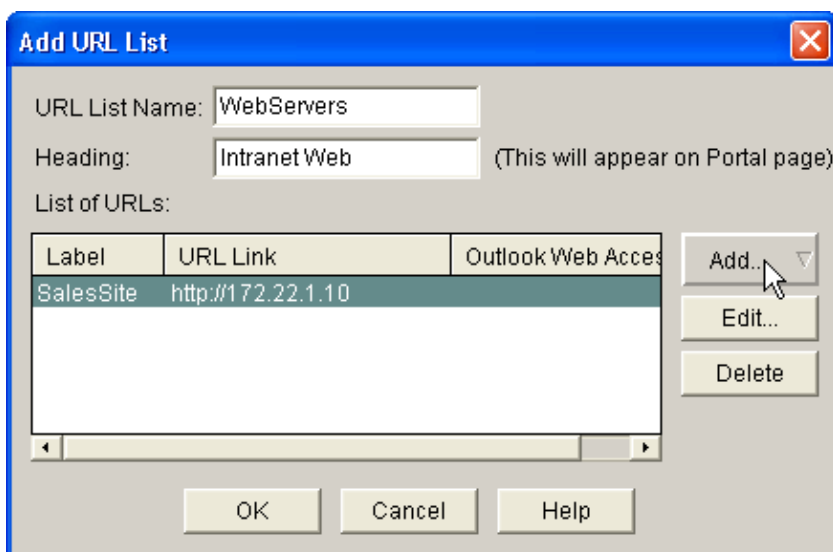 Add URL List
URL List Name: WebServers
Heading: Intranet Web (This will appear on Portal page)
List of URLs:
Label URL Link Outlook Web Acces
SalesSite http://172.22.1.10
Add...
Edit...
Delete
OK Cancel Help